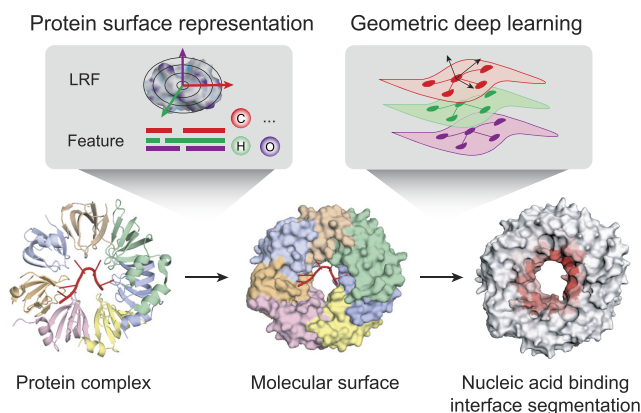 Protein surface representation
Geometric deep learning
LRF
C ...
Feature
H O
Protein complex
Molecular surface
Nucleic acid binding
interface segmentation